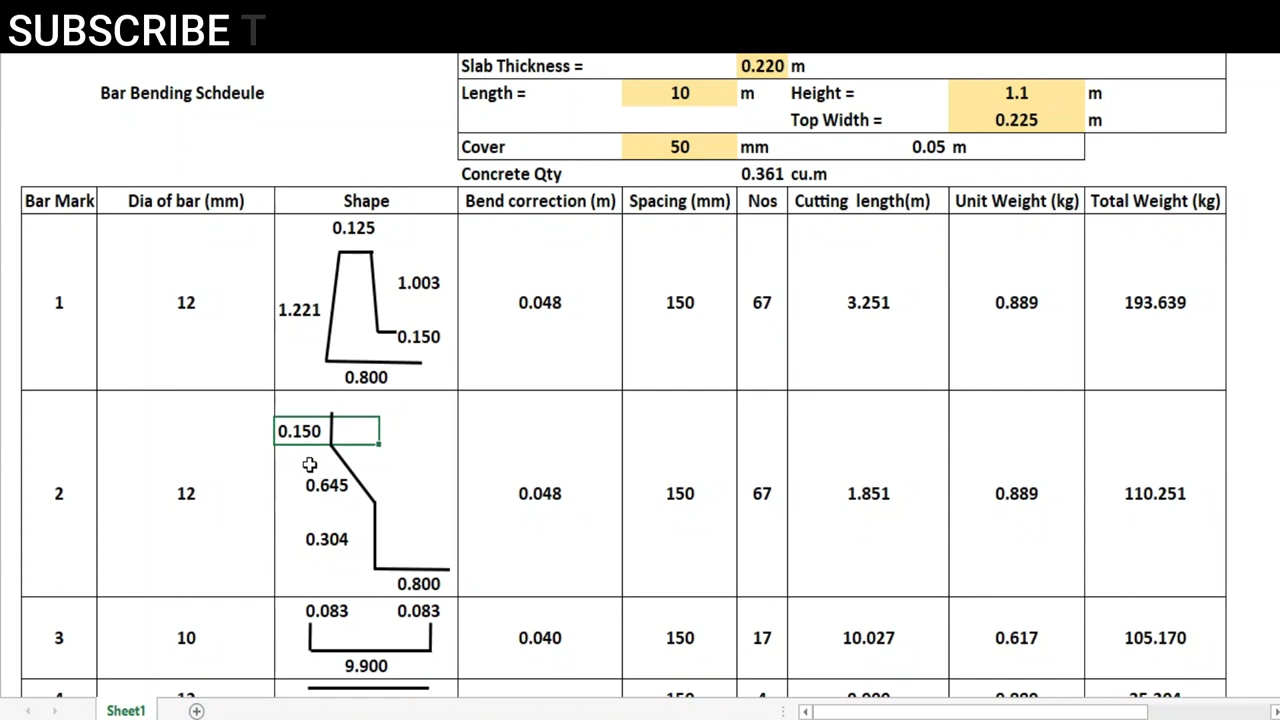 SUBSCRIBE T
Slab Thickness = 0.220 m
Bar Bending Schdeule Length = 10 m Height = 1.1 m
Top Width = 0.225 m
Cover 50 mm 0.05 m
Concrete Qty 0.361 cu.m
Bar Mark Dia of bar (mm) Shape Bend correction (m) Spacing (mm) Nos Cutting length(m) Unit Weight (kg) Total Weight (kg)
0.125
1.003
1 12 1.221 0.048 150 67 3.251 0.889 193.639
0.150
0.800
0.150
0.645
2 12 0.048 150 67 1.851 0.889 110.251
0.304
0.800
0.083 0.083
3 10 0.040 150 17 10.027 0.617 105.170
9.900
Sheet1